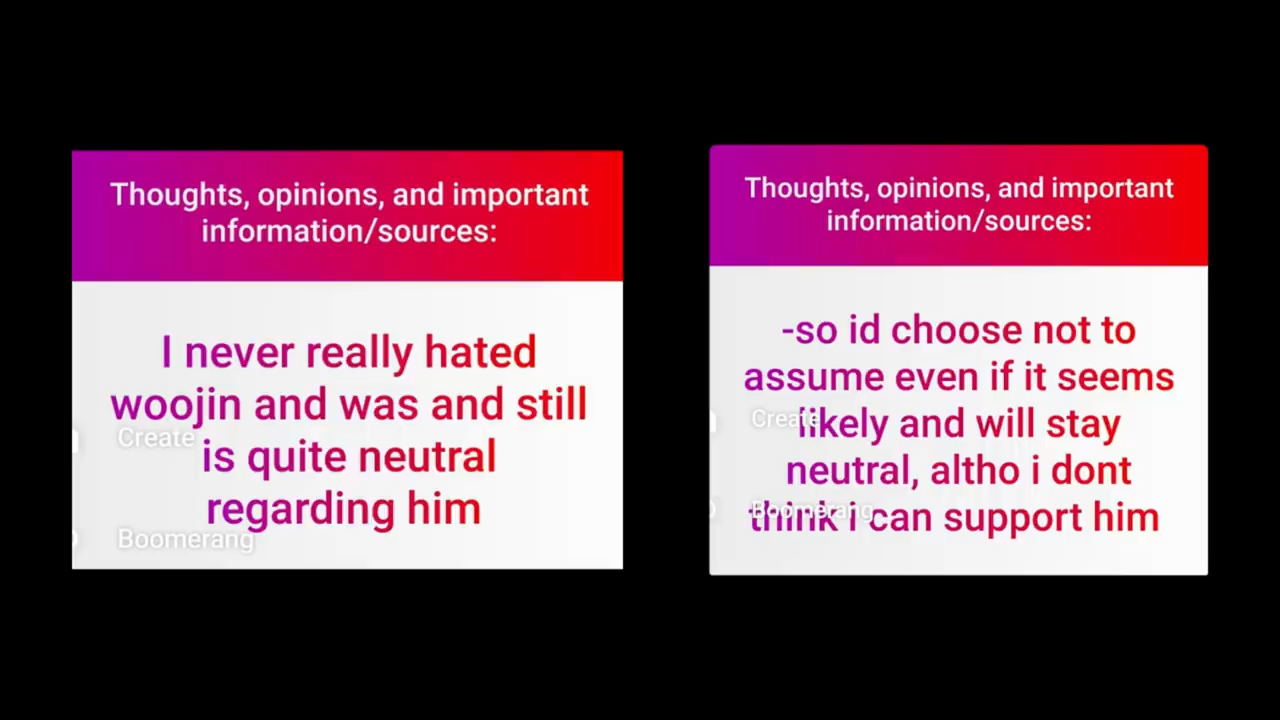 Thoughts, opinions, and important
information/sources:
I never really hated
woojin and was and still
is quite neutral
regarding him
Create
Boomerang
Thoughts, opinions, and important
information/sources:
-so id choose not to
assume even if it seems
likely and will stay
neutral, altho i dont
think i can support him
Create
Boomerang